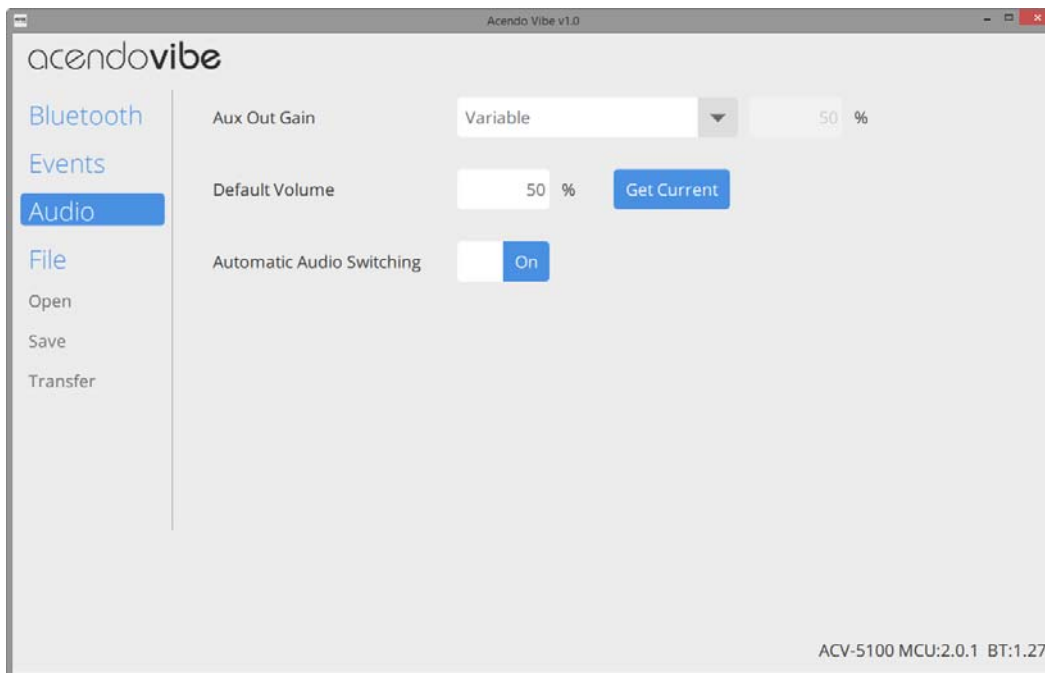 Acendo Vibe v1.0
acendovibe
Bluetooth
Events
Audio
File
Open
Save
Transfer
Aux Out Gain
Variable
50 %
Default Volume
50 %
Get Current
Automatic Audio Switching
On
ACV-5100 MCU:2.0.1 BT:1.27